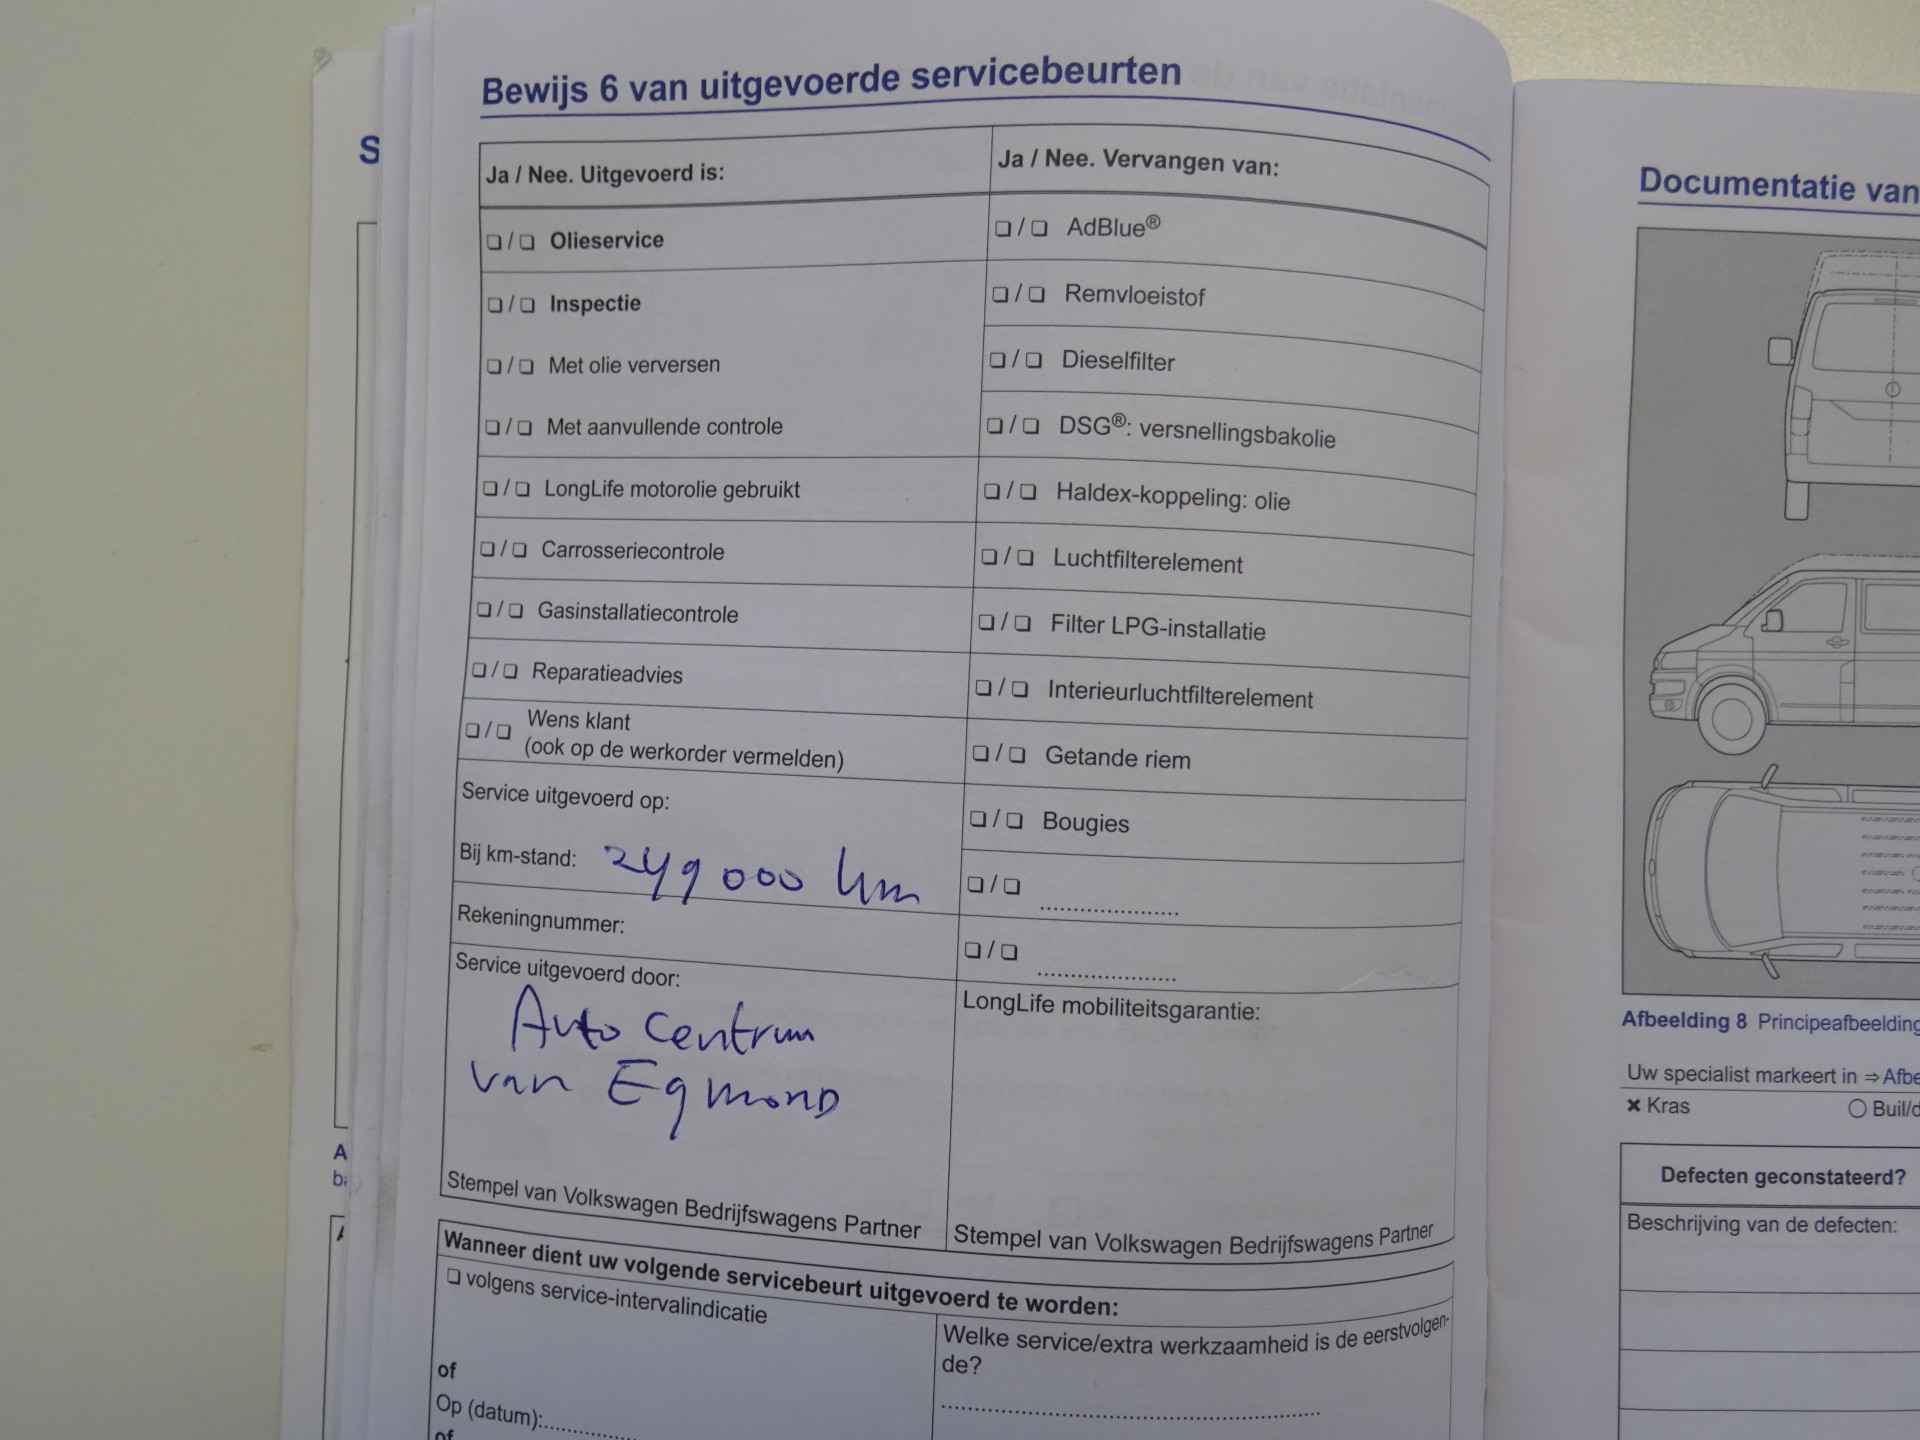 S
Bewijs 6 van uitgevoerde servicebeurten
Ja / Nee. Uitgevoerd is:
❏ / ❏ Olieservice
❏ / ❏ Inspectie
❏ / ❏ Met olie verversen
❏ / ❏ Met aanvullende controle
❏ / ❏ LongLife motorolie gebruikt
❏ / ❏ Carrosseriecontrole
❏ / ❏ Gasinstallatiecontrole
❏ / ❏ Reparatieadvies
❏ / ❏ Wens klant
(ook op de werkorder vermelden)
Service uitgevoerd op:
Bij km-stand: 249 000 km
Rekeningnummer:
Service uitgevoerd door:
Auto Centrum
van Egmond
Stempel van Volkswagen Bedrijfswagens Partner
Ja / Nee. Vervangen van:
❏ / ❏ AdBlue®
❏ / ❏ Remvloeistof
❏ / ❏ Dieselfilter
❏ / ❏ DSG®: versnellingsbakolie
❏ / ❏ Haldex-koppeling: olie
❏ / ❏ Luchtfilterelement
❏ / ❏ Filter LPG-installatie
❏ / ❏ Interieurluchtfilterelement
❏ / ❏ Getande riem
❏ / ❏ Bougies
❏ / ❏ .....................
❏ / ❏ .....................
LongLife mobiliteitsgarantie:
Stempel van Volkswagen Bedrijfswagens Partner
Wanneer dient uw volgende servicebeurt uitgevoerd te worden:
❏ volgens service-intervalindicatie
of
Op (datum):..............
of
Welke service/extra werkzaamheid is de eerstvolgen-
de?
..........................................................
Documentatie van
Afbeelding 8 Principeafbeelding
Uw specialist markeert in ⇒Afbe
✖ Kras
○ Buil/d
Defecten geconstateerd?
Beschrijving van de defecten: